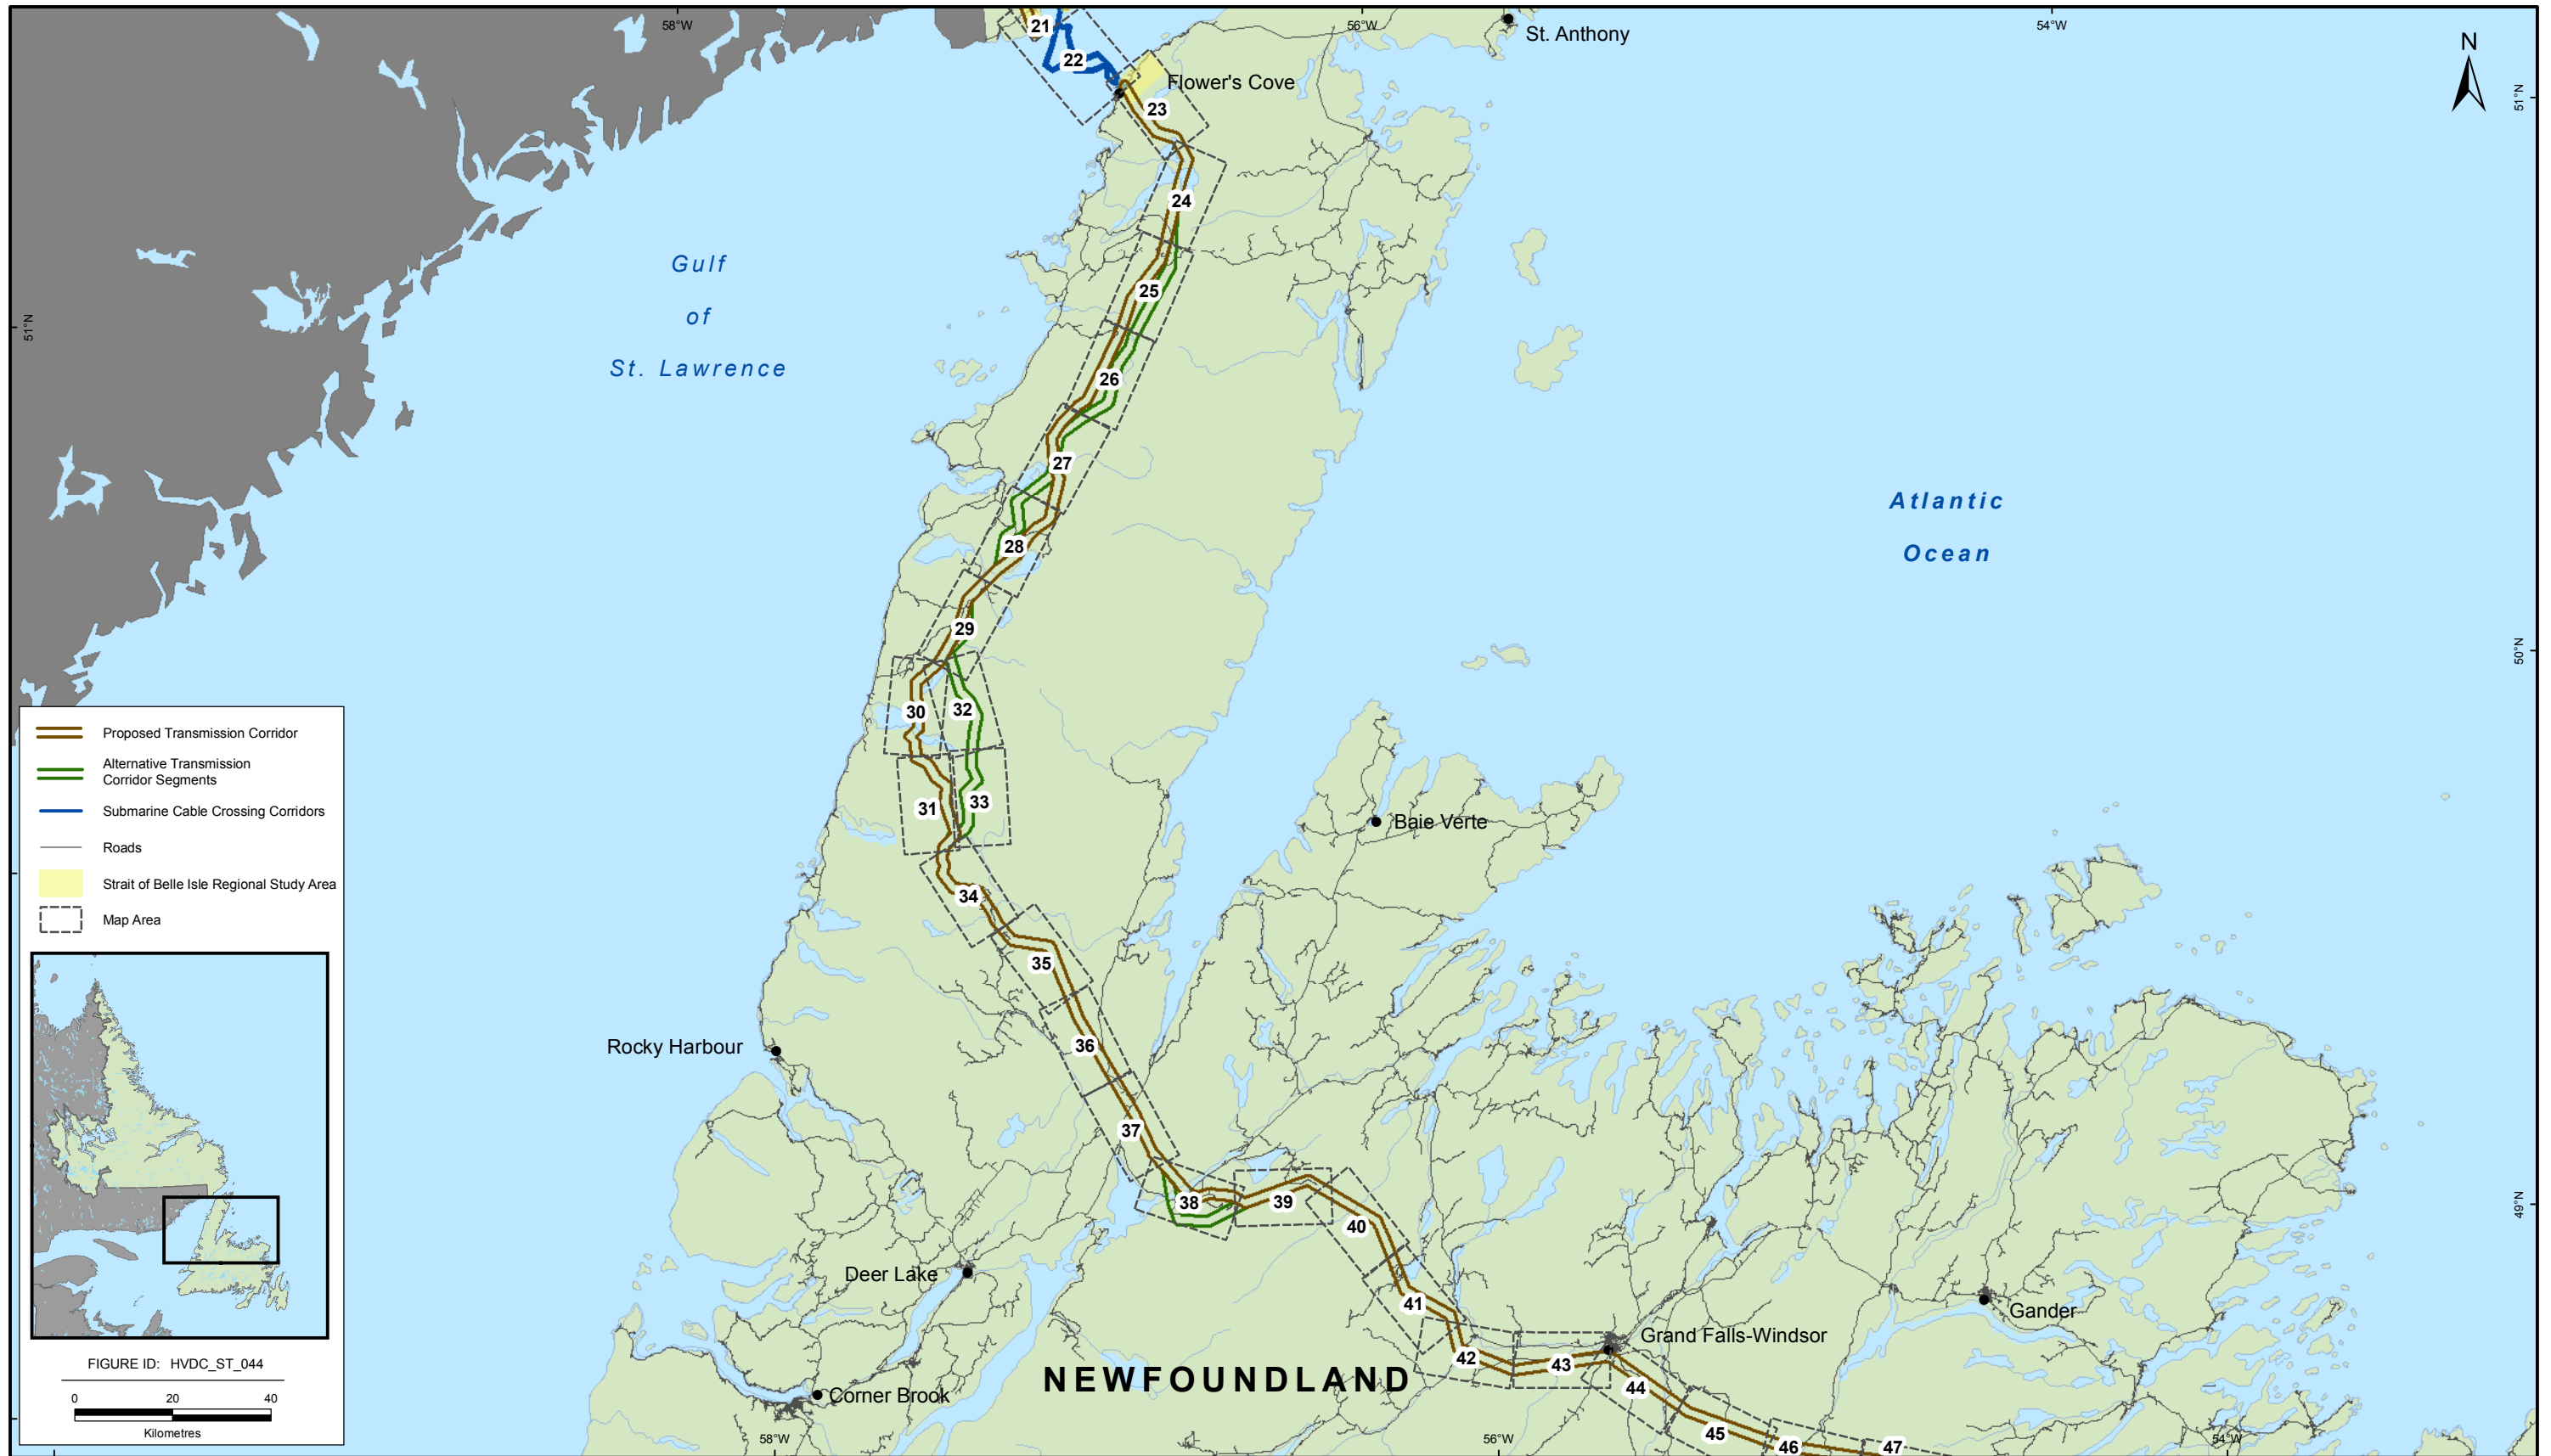 58°W
56°W
54°W
N
21
St. Anthony
22
Flower's Cove
51°N
23
24
Gulf
of
St. Lawrence
25
51°N
26
27
Atlantic
Ocean
28
29
50°N
30
32
31
33
Baie Verte
34
35
36
Rocky Harbour
37
38
39
40
49°N
Deer Lake
41
Gander
Grand Falls-Windsor
42
43
NEWFOUNDLAND
44
Corner Brook
45
46
47
58°W
56°W
54°W
Proposed Transmission Corridor
Alternative Transmission
Corridor Segments
Submarine Cable Crossing Corridors
Roads
Strait of Belle Isle Regional Study Area
Map Area
FIGURE ID: HVDC_ST_044
0 20 40
Kilometres